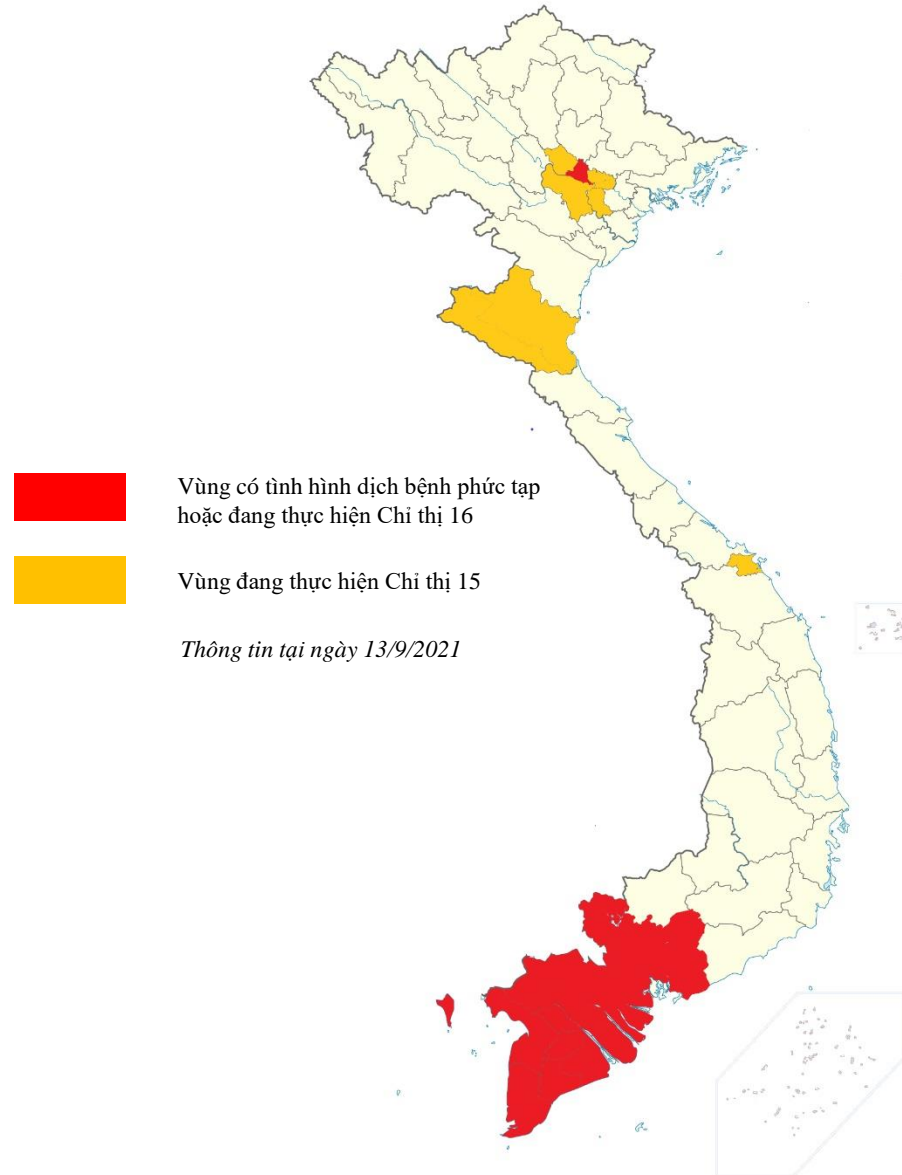 Vùng có tình hình dịch bệnh phức tạp
hoặc đang thực hiện Chỉ thị 16
Vùng đang thực hiện Chỉ thị 15
Thông tin tại ngày 13/9/2021